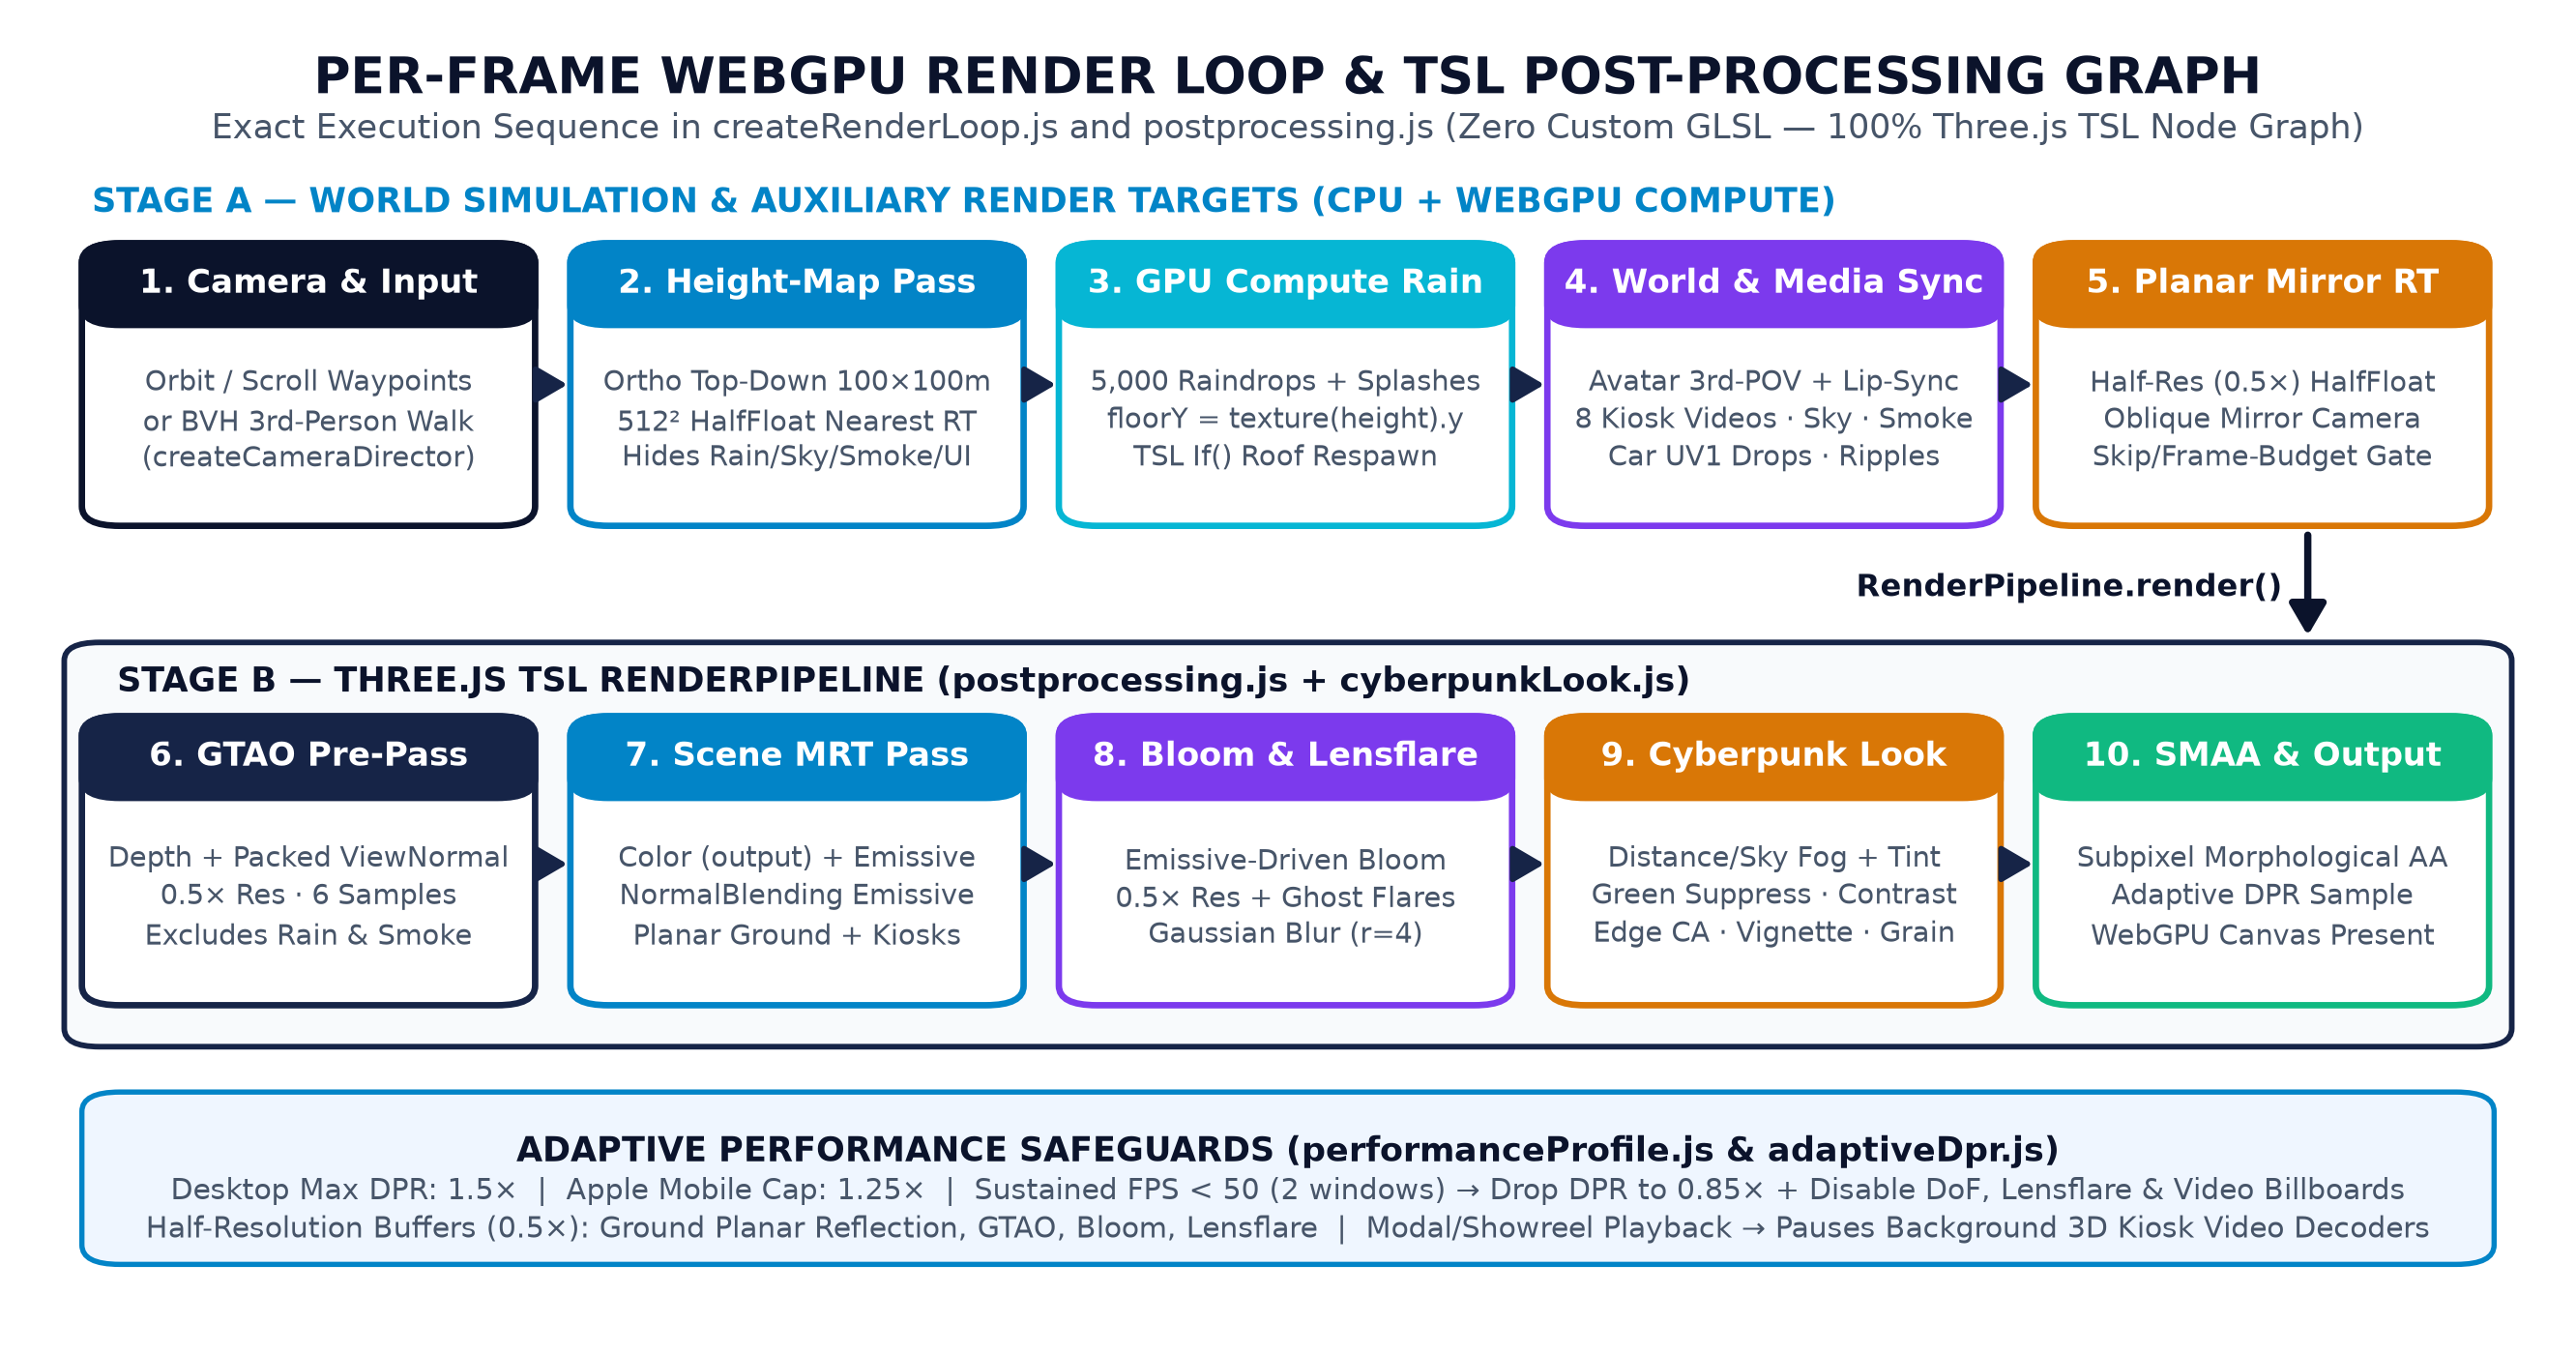 PER-FRAME WEBGPU RENDER LOOP & TSL POST-PROCESSING GRAPH
Exact Execution Sequence in createRenderLoop.js and postprocessing.js (Zero Custom GLSL — 100% Three.js TSL Node Graph)
STAGE A — WORLD SIMULATION & AUXILIARY RENDER TARGETS (CPU + WEBGPU COMPUTE)
1. Camera & Input
Orbit / Scroll Waypoints
or BVH 3rd-Person Walk
(createCameraDirector)
2. Height-Map Pass
Ortho Top-Down 100×100m
512² HalfFloat Nearest RT
Hides Rain/Sky/Smoke/UI
3. GPU Compute Rain
5,000 Raindrops + Splashes
floorY = texture(height).y
TSL If() Roof Respawn
4. World & Media Sync
Avatar 3rd-POV + Lip-Sync
8 Kiosk Videos · Sky · Smoke
Car UV1 Drops · Ripples
5. Planar Mirror RT
Half-Res (0.5×) HalfFloat
Oblique Mirror Camera
Skip/Frame-Budget Gate
RenderPipeline.render()
STAGE B — THREE.JS TSL RENDERPIPELINE (postprocessing.js + cyberpunkLook.js)
6. GTAO Pre-Pass
Depth + Packed ViewNormal
0.5× Res · 6 Samples
Excludes Rain & Smoke
7. Scene MRT Pass
Color (output) + Emissive
NormalBlending Emissive
Planar Ground + Kiosks
8. Bloom & Lensflare
Emissive-Driven Bloom
0.5× Res + Ghost Flares
Gaussian Blur (r=4)
9. Cyberpunk Look
Distance/Sky Fog + Tint
Green Suppress · Contrast
Edge CA · Vignette · Grain
10. SMAA & Output
Subpixel Morphological AA
Adaptive DPR Sample
WebGPU Canvas Present
ADAPTIVE PERFORMANCE SAFEGUARDS (performanceProfile.js & adaptiveDpr.js)
Desktop Max DPR: 1.5× | Apple Mobile Cap: 1.25× | Sustained FPS < 50 (2 windows) → Drop DPR to 0.85× + Disable DoF, Lensflare & Video Billboards
Half-Resolution Buffers (0.5×): Ground Planar Reflection, GTAO, Bloom, Lensflare | Modal/Showreel Playback → Pauses Background 3D Kiosk Video Decoders